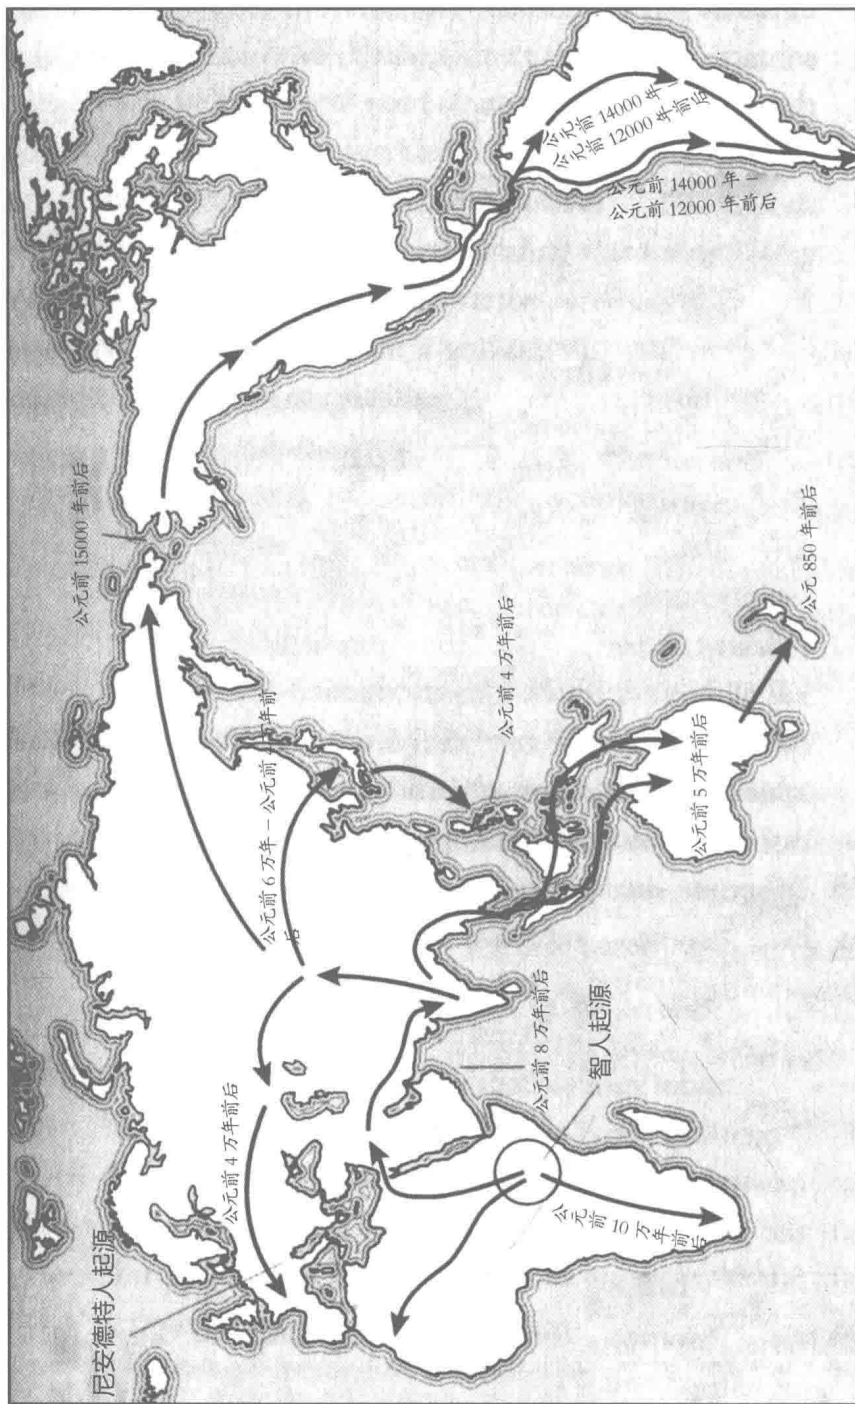 尼安德特人起源
公元前 4 万年前后
公元前 15000 年前后
公元前 6 万年 – 公元前 4 万年前
后
公元前 4 万年前后
公元前 8 万年前后
智人起源
公元前 10 万年前后
公元前 5 万年前后
公元 850 年前后
公元前 14000 年 –
公元前 12000 年前后
公元前 14000 年 –
公元前 12000 年前后